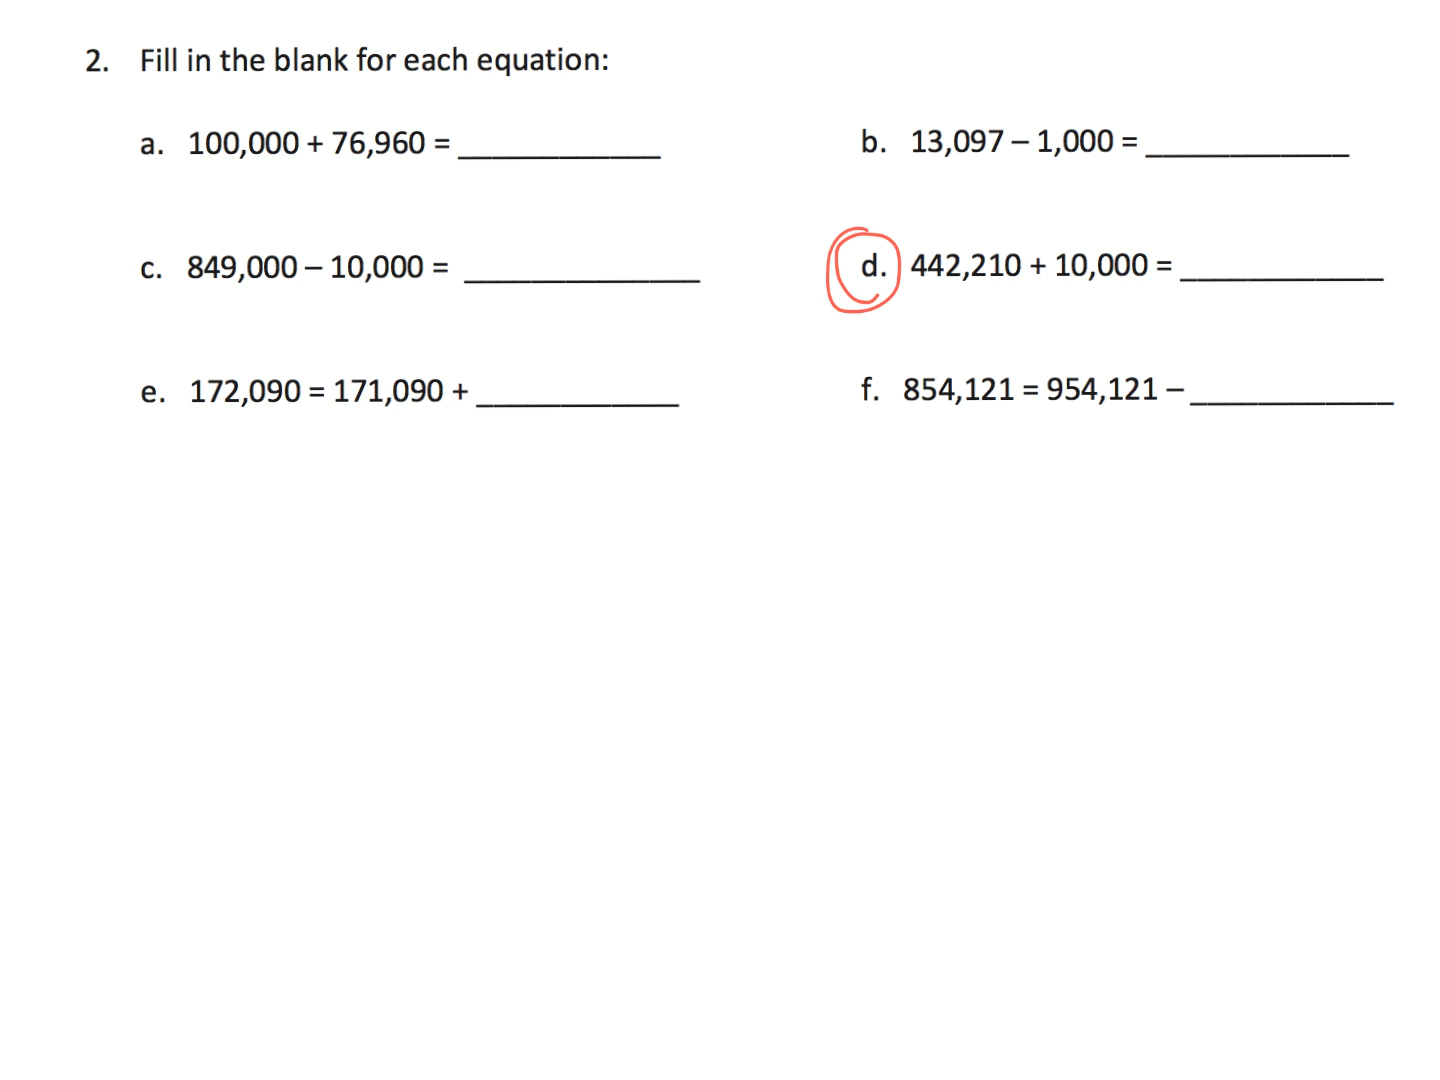 2. Fill in the blank for each equation:
a. 100,000 + 76,960 = ____________
b. 13,097 – 1,000 = ____________
c. 849,000 – 10,000 = ______________
d. 442,210 + 10,000 = ____________
e. 172,090 = 171,090 + ____________
f. 854,121 = 954,121 – ____________